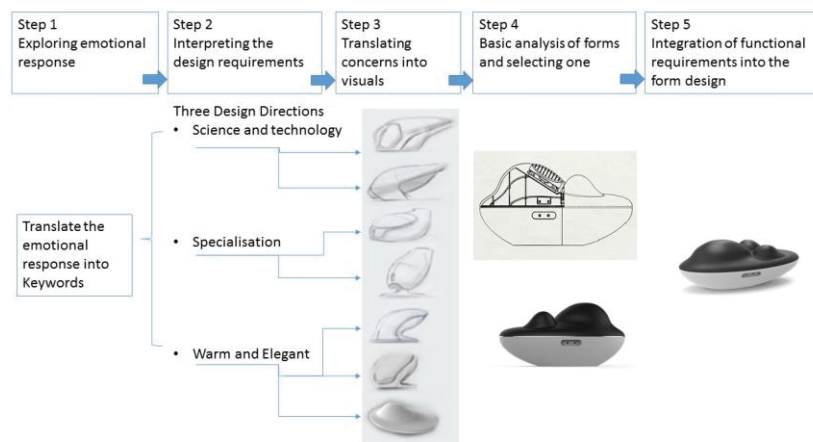 Step 1
Exploring emotional
response
Step 2
Interpreting the
design requirements
Step 3
Translating
concerns into
visuals
Step 4
Basic analysis of forms
and selecting one
Step 5
Integration of functional
requirements into the
form design
Three Design Directions
• Science and technology
Translate the
emotional
response into
Keywords
• Specialisation
• Warm and Elegant